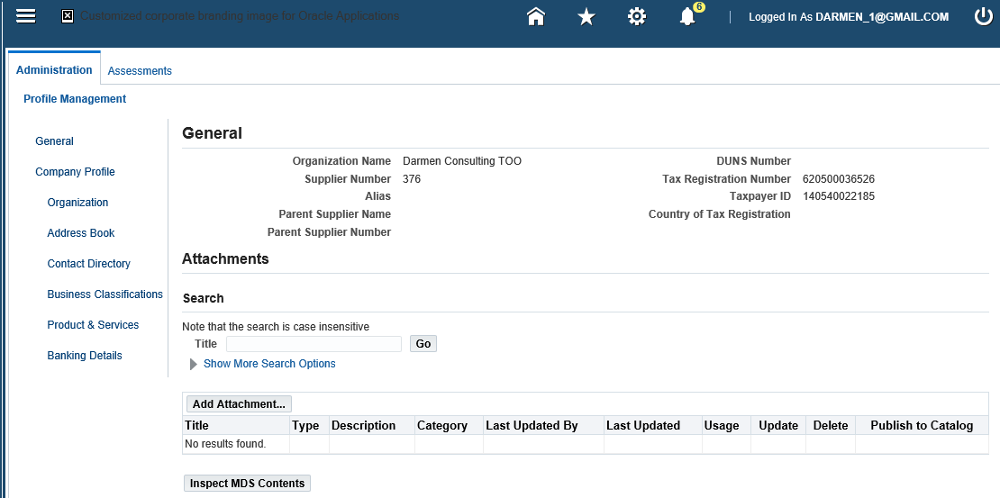 Customized corporate branding image for Oracle Applications
6
Logged In As DARMEN_1@GMAIL.COM
Administration
Assessments
Profile Management
General
Company Profile
Organization
Address Book
Contact Directory
Business Classifications
Product & Services
Banking Details
General
Organization Name Darmen Consulting TOO
Supplier Number 376
Alias
Parent Supplier Name
Parent Supplier Number
DUNS Number
Tax Registration Number 620500036526
Taxpayer ID 140540022185
Country of Tax Registration
Attachments
Search
Note that the search is case insensitive
Title Go
Show More Search Options
Add Attachment...
Title Type Description Category Last Updated By Last Updated Usage Update Delete Publish to Catalog
No results found.
Inspect MDS Contents